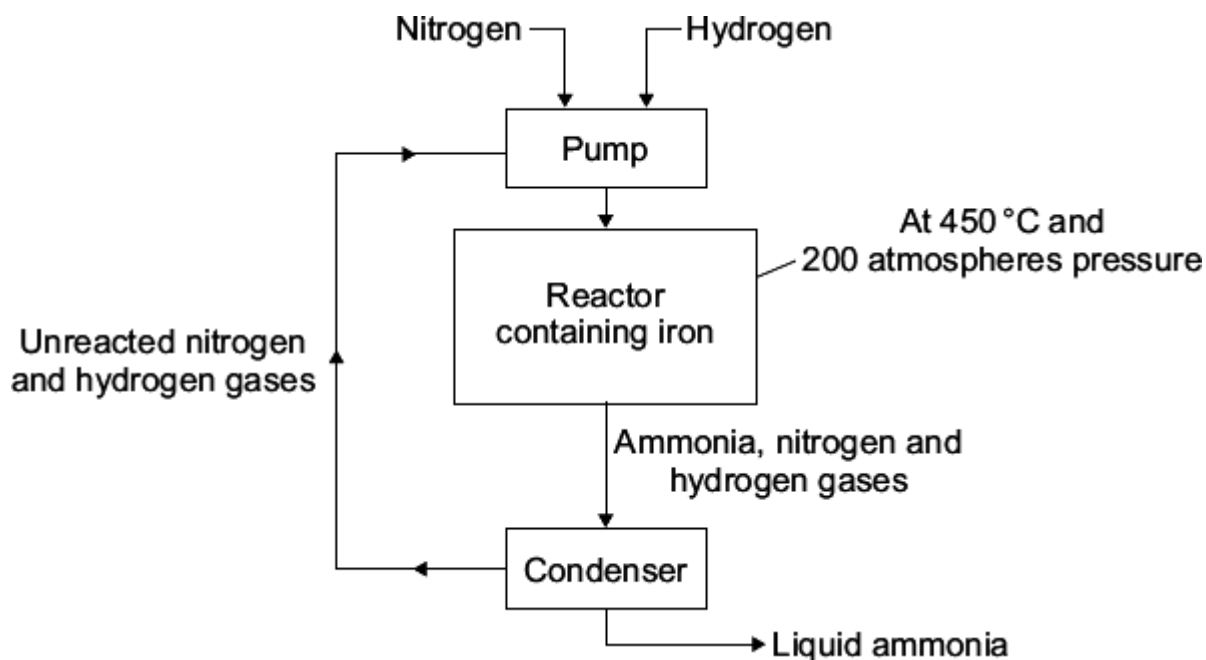 Nitrogen
Hydrogen
Pump
At 450 °C and
200 atmospheres pressure
Reactor
containing iron
Unreacted nitrogen
and hydrogen gases
Ammonia, nitrogen and
hydrogen gases
Condenser
Liquid ammonia